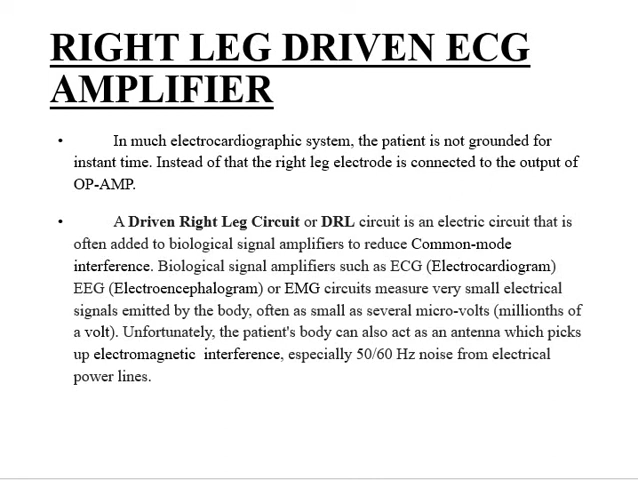 RIGHT LEG DRIVEN ECG
AMPLIFIER
• In much electrocardiographic system, the patient is not grounded for
instant time. Instead of that the right leg electrode is connected to the output of
OP-AMP.
• A Driven Right Leg Circuit or DRL circuit is an electric circuit that is
often added to biological signal amplifiers to reduce Common-mode
interference. Biological signal amplifiers such as ECG (Electrocardiogram)
EEG (Electroencephalogram) or EMG circuits measure very small electrical
signals emitted by the body, often as small as several micro-volts (millionths of
a volt). Unfortunately, the patient's body can also act as an antenna which picks
up electromagnetic interference, especially 50/60 Hz noise from electrical
power lines.